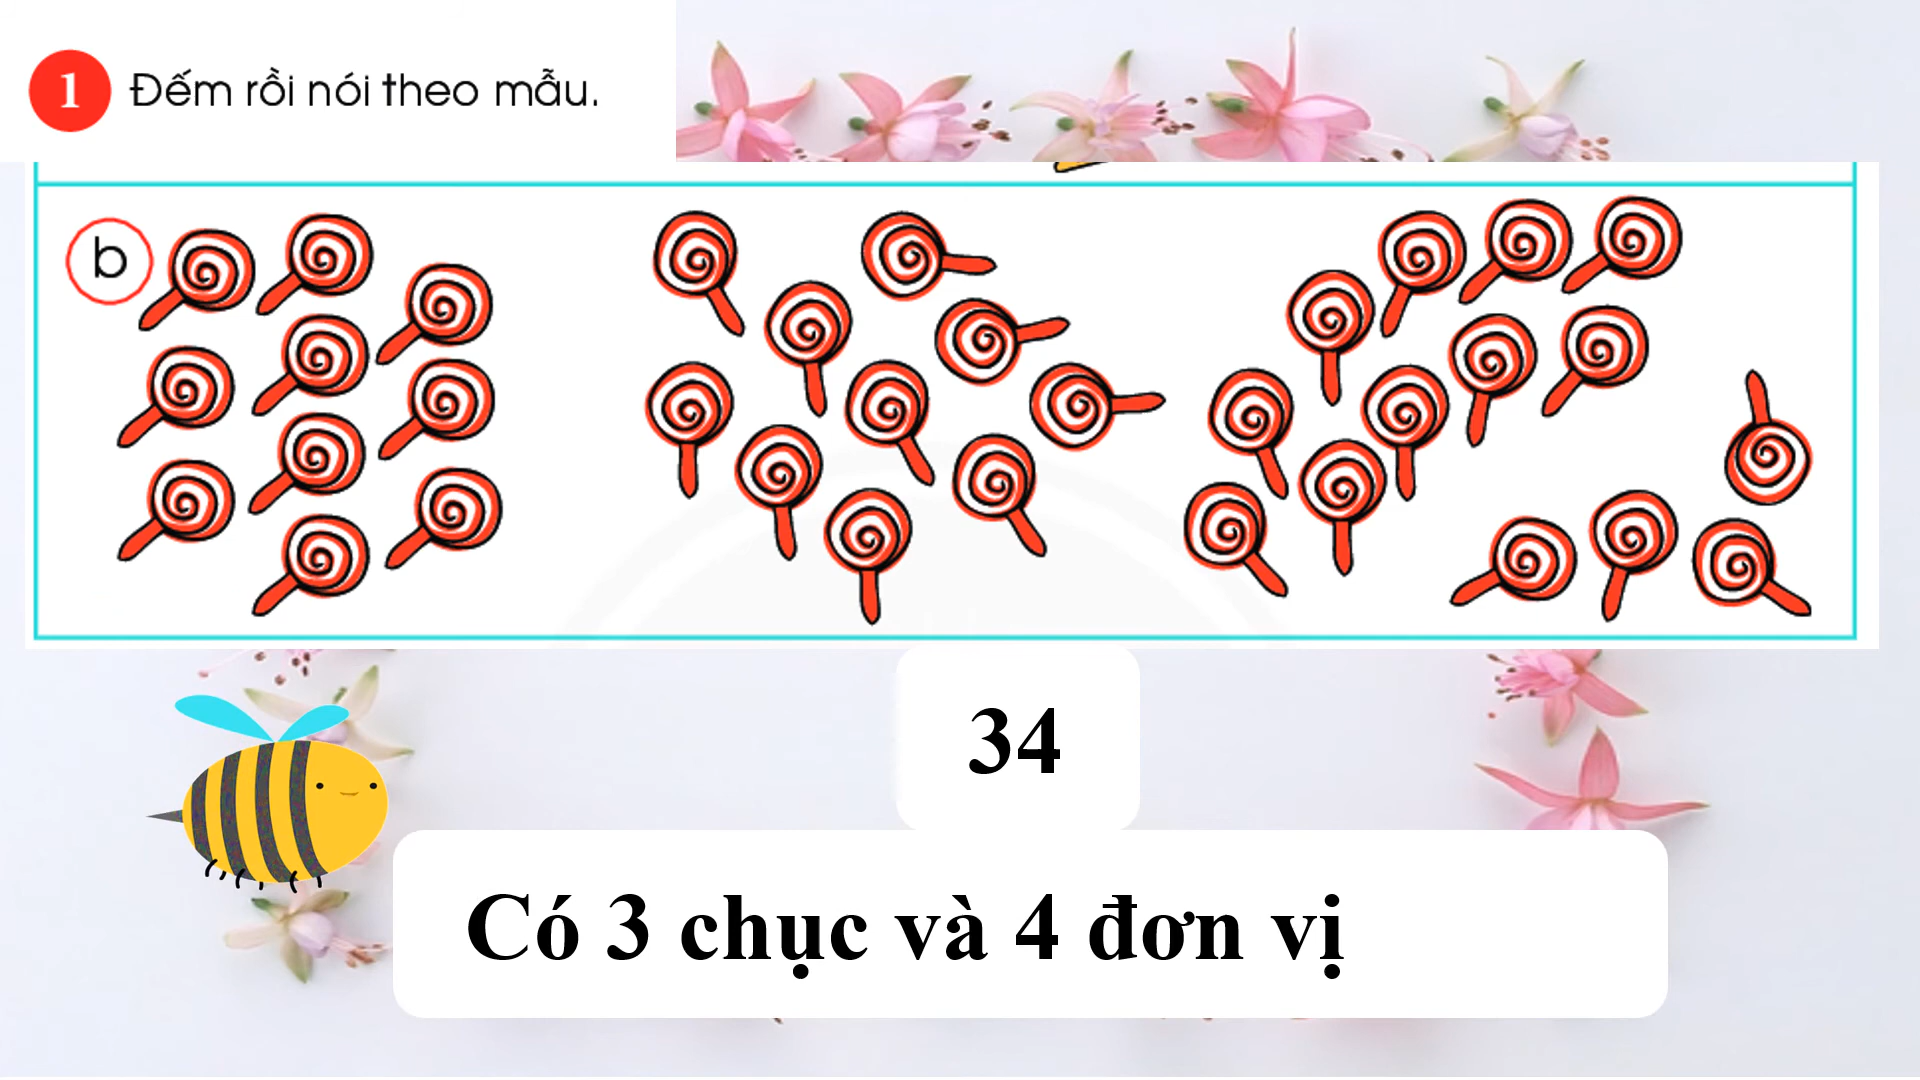 1 Đếm rồi nói theo mẫu.
b
34
Có 3 chục và 4 đơn vị